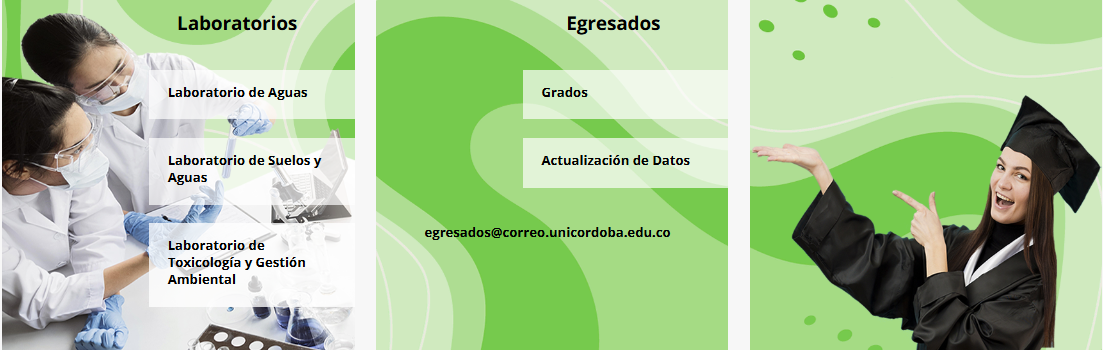 Laboratorios
Laboratorio de Aguas
Laboratorio de Suelos y
Aguas
Laboratorio de
Toxicología y Gestión
Ambiental
Egresados
Grados
Actualización de Datos
egresados@correo.unicordoba.edu.co